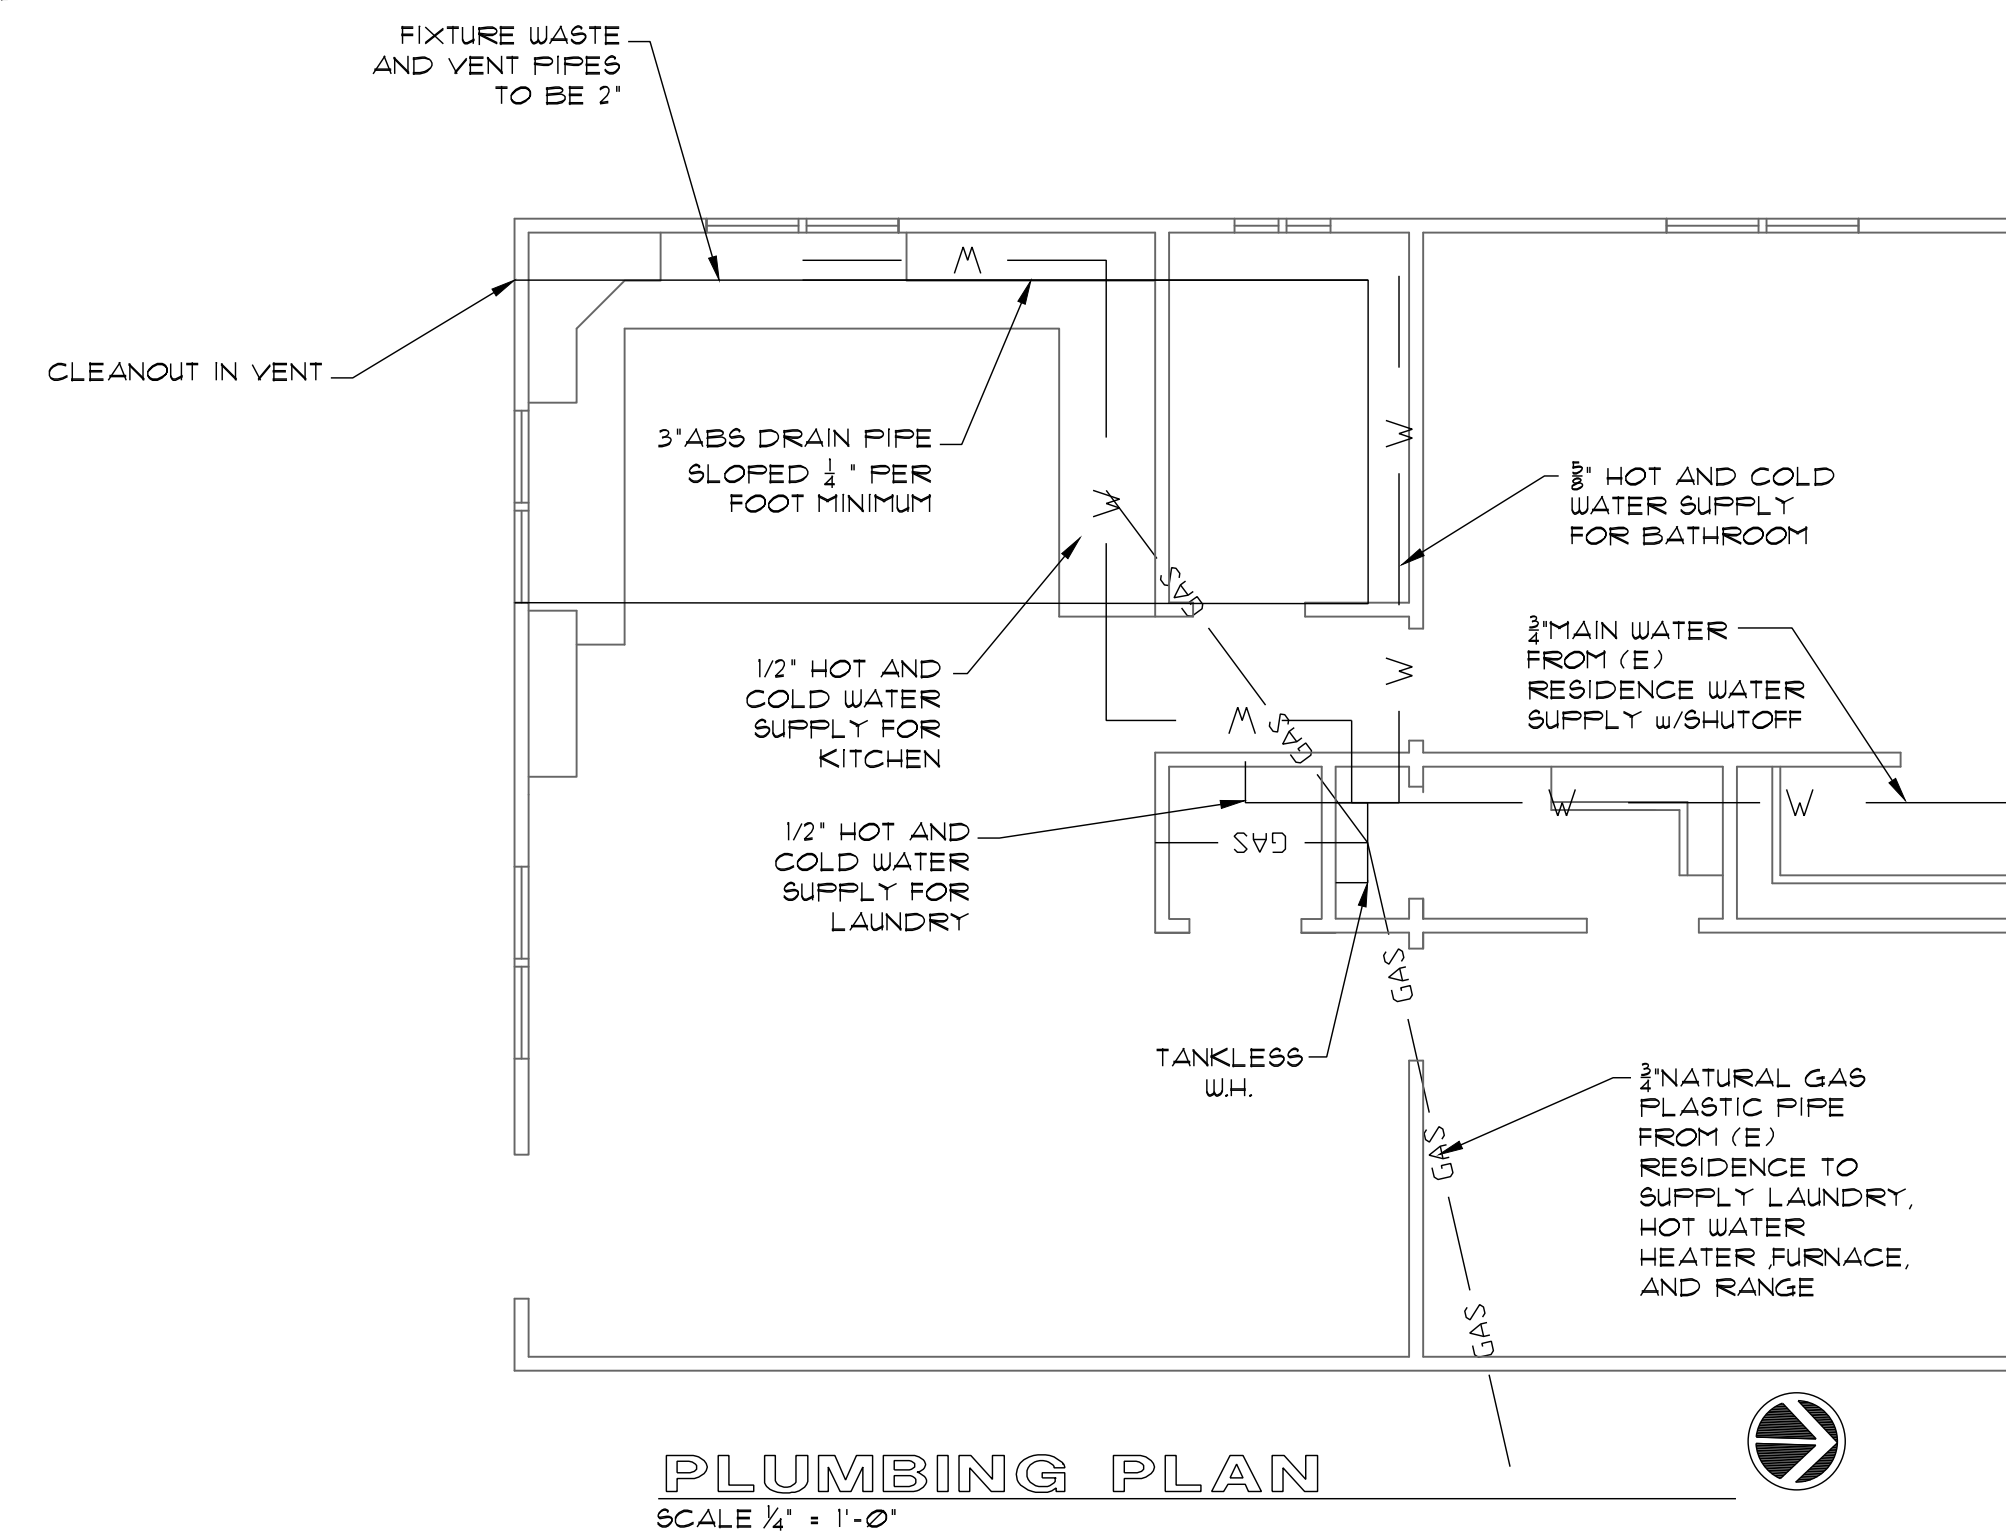 FIXTURE WASTE
AND VENT PIPES
TO BE 2"
W
CLEANOUT IN VENT
3"ABS DRAIN PIPE
SLOPED 1/4 " PER
FOOT MINIMUM
W
W
5/8" HOT AND COLD
WATER SUPPLY
FOR BATHROOM
GAS
3/4"MAIN WATER
FROM (E)
RESIDENCE WATER
SUPPLY w/SHUTOFF
1/2" HOT AND
COLD WATER
SUPPLY FOR
KITCHEN
W
W
GAS
W
W
1/2" HOT AND
COLD WATER
SUPPLY FOR
LAUNDRY
GAS
GAS
TANKLESS
W.H.
GAS
3/4"NATURAL GAS
PLASTIC PIPE
FROM (E)
RESIDENCE TO
SUPPLY LAUNDRY,
HOT WATER
HEATER ,FURNACE,
AND RANGE
GAS
PLUMBING PLAN
SCALE 1/4" = 1'-0"